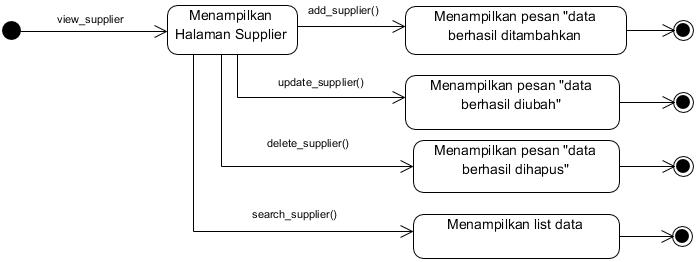 view_supplier
Menampilkan
Halaman Supplier
add_supplier()
Menampilkan pesan "data
berhasil ditambahkan
update_supplier()
Menampilkan pesan "data
berhasil diubah"
delete_supplier()
Menampilkan pesan "data
berhasil dihapus"
search_supplier()
Menampilkan list data